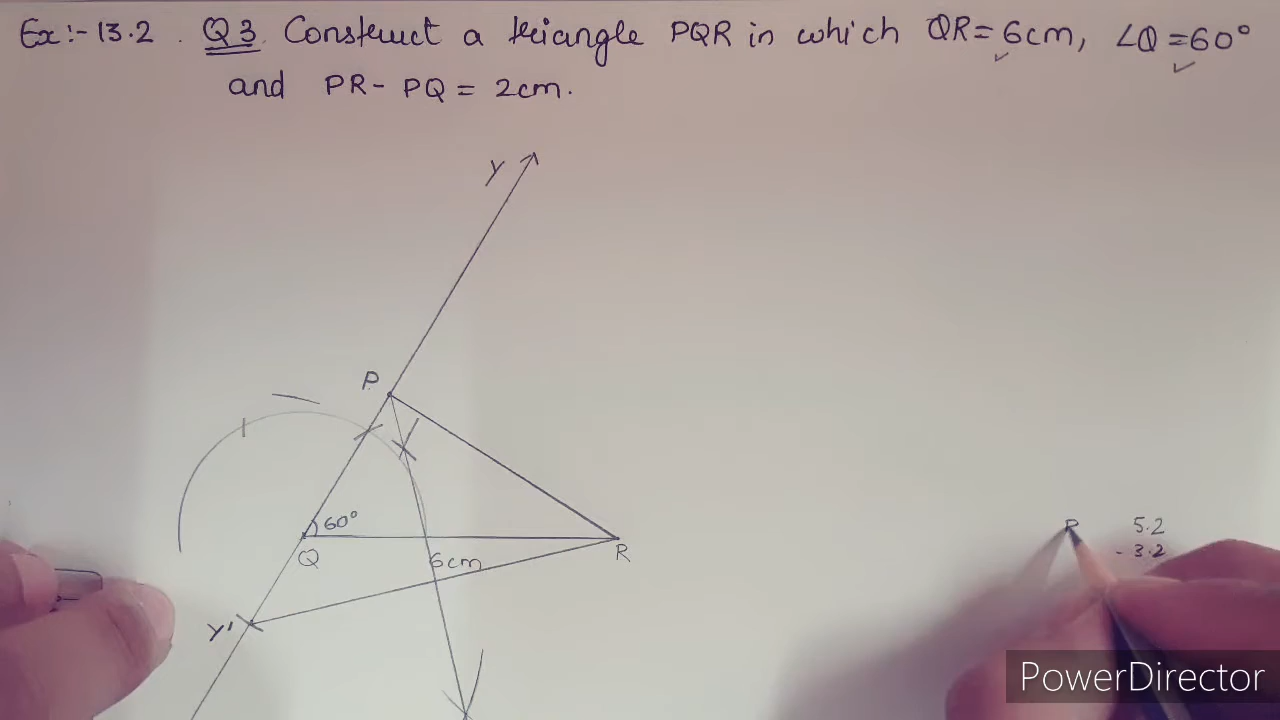 Ex:- 13.2 . Q3. Construct a triangle PQR in which QR = 6cm, ∠Q = 60°
and PR - PQ = 2cm.
Y
P
60°
Q
6cm
R
Y'
P
5.2
- 3.2
PowerDirector